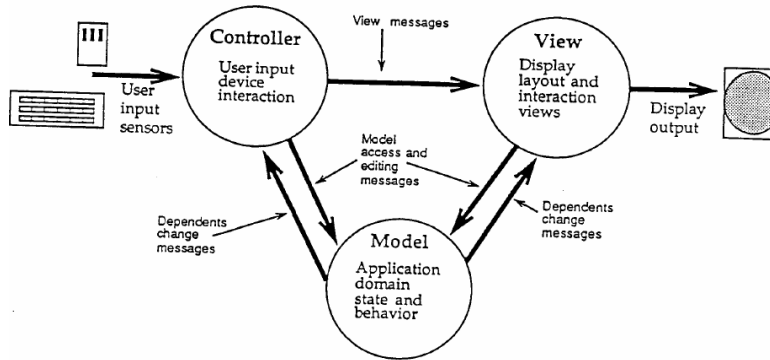 Controller
User input
device
interaction
View messages
View
Display
layout and
interaction
views
User
input
sensors
Display
output
Model
access and
editing
messages
Dependents
change
messages
Dependents
change
messages
Model
Application
domain
state and
behavior